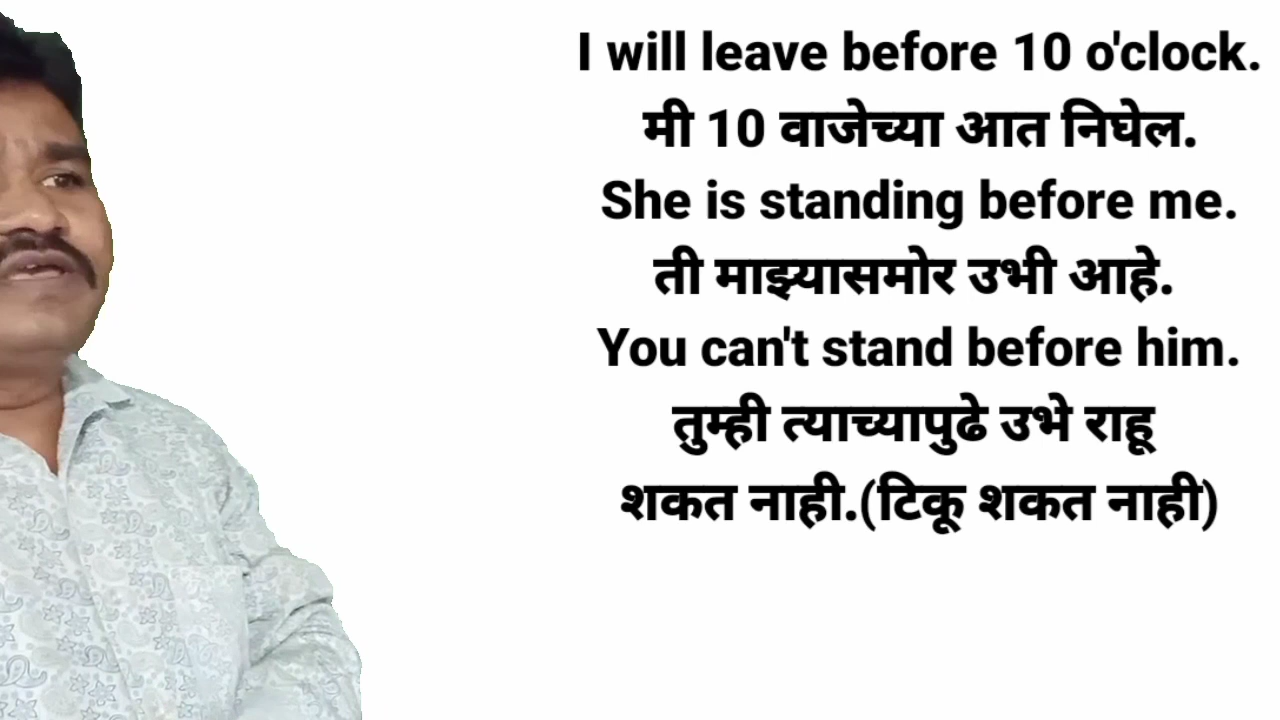 I will leave before 10 o'clock.
मी 10 वाजेच्या आत निघेल.
She is standing before me.
ती माझ्यासमोर उभी आहे.
You can't stand before him.
तुम्ही त्याच्यापुढे उभे राहू
शकत नाही.(टिकू शकत नाही)